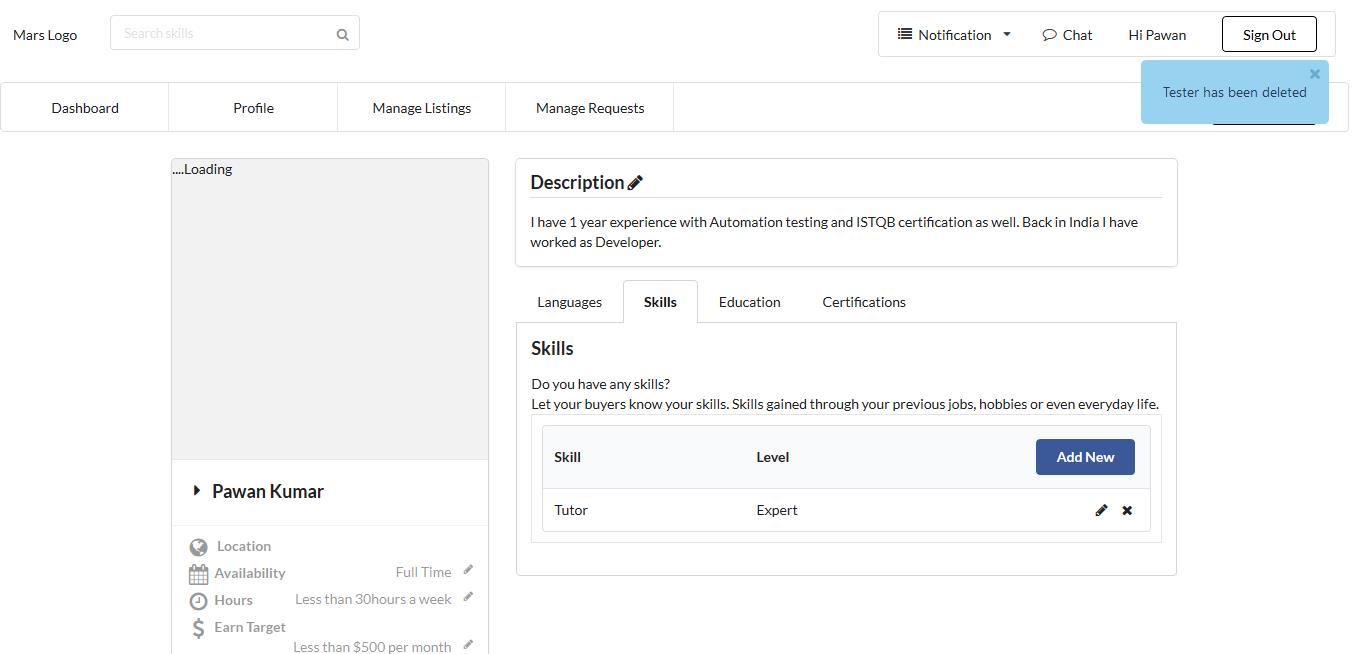 Mars Logo
Search skills
Notification
Chat
Hi Pawan
Sign Out
Tester has been deleted
Dashboard
Profile
Manage Listings
Manage Requests
....Loading
Description
I have 1 year experience with Automation testing and ISTQB certification as well. Back in India I have
worked as Developer.
Languages
Skills
Education
Certifications
Skills
Do you have any skills?
Let your buyers know your skills. Skills gained through your previous jobs, hobbies or even everyday life.
Skill
Level
Add New
Tutor
Expert
Pawan Kumar
Location
Availability
Full Time
Hours
Less than 30hours a week
Earn Target
Less than $500 per month